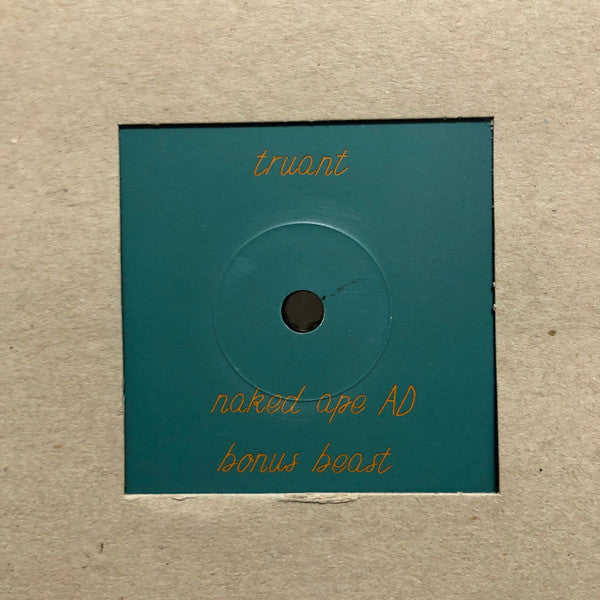 truant
naked ape AD
bonus beast